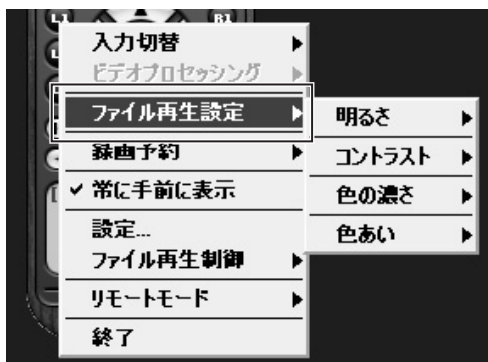 L1
R1
入力切替
ビデオプロセッシング
ファイル再生設定
録画予約
常に手前に表示
設定...
ファイル再生制御
リモートモード
終了
明るさ
コントラスト
色の濃さ
色あい